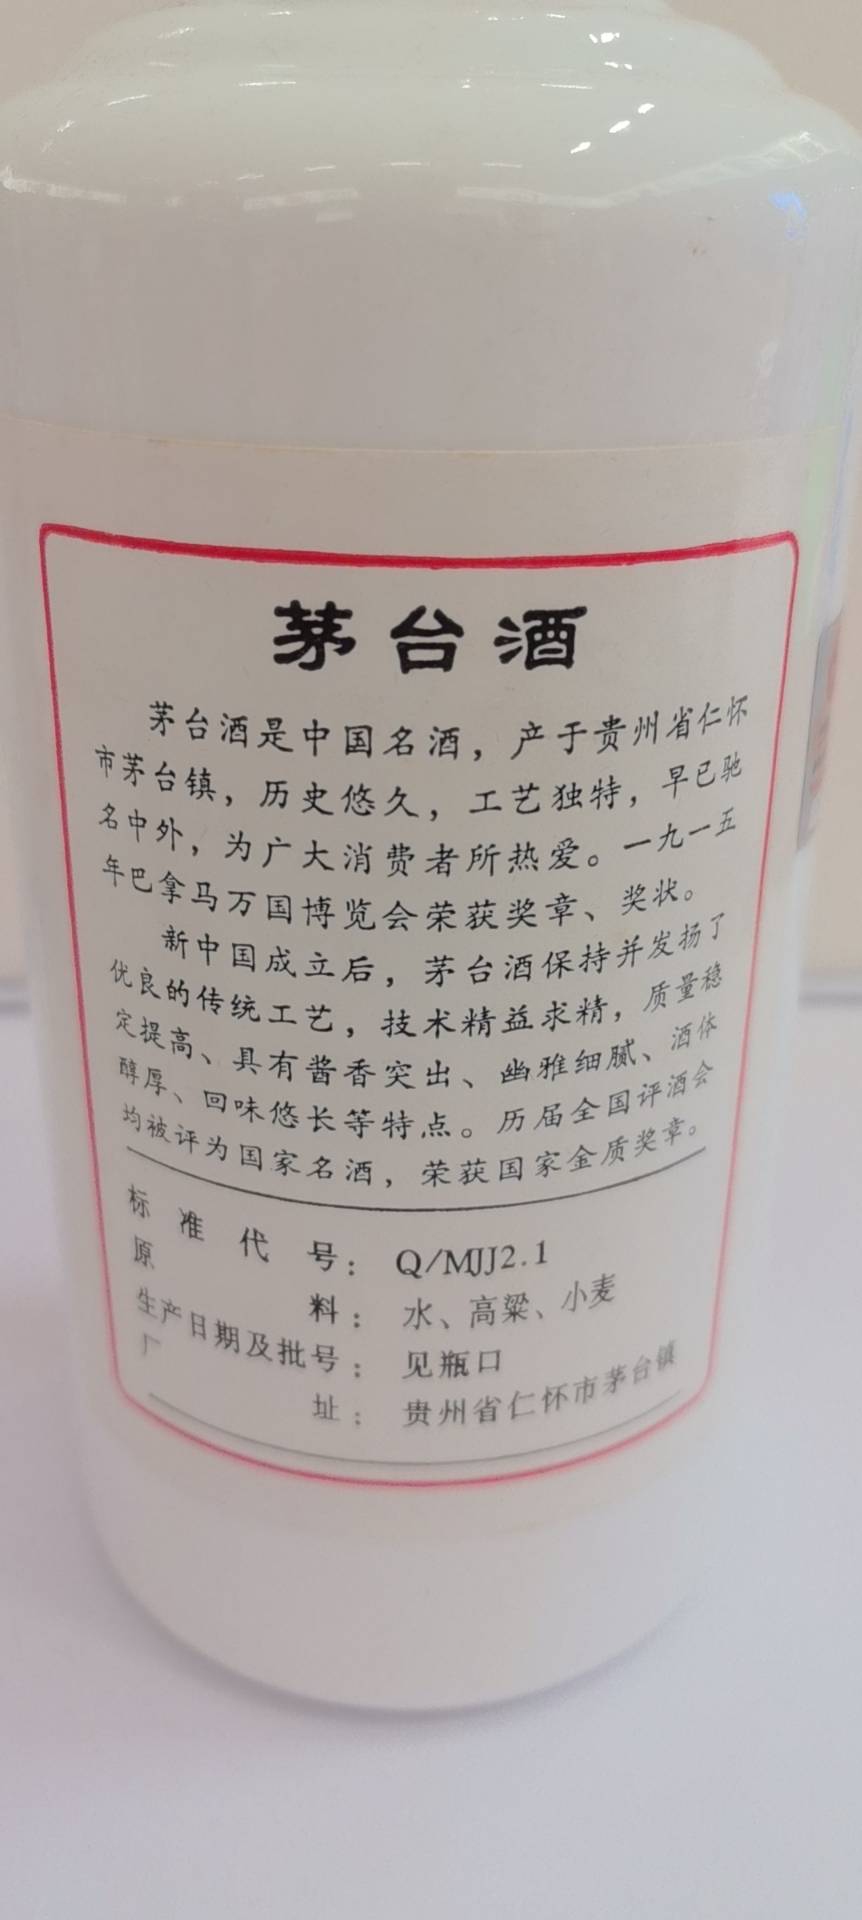 茅台酒
茅台酒是中国名酒，产于贵州省仁怀
市茅台镇，历史悠久，工艺独特，早已驰
名中外，为广大消费者所热爱。一九一五
年巴拿马万国博览会荣获奖章、奖状。
新中国成立后，茅台酒保持并发扬了
优良的传统工艺，技术精益求精，质量稳
定提高、具有酱香突出、幽雅细腻、酒体
醇厚、回味悠长等特点。历届全国评酒会
均被评为国家名酒，荣获国家金质奖章。
标准代号：Q/MJJ2.1
原料：水、高粱、小麦
生产日期及批号：见瓶口
厂址：贵州省仁怀市茅台镇